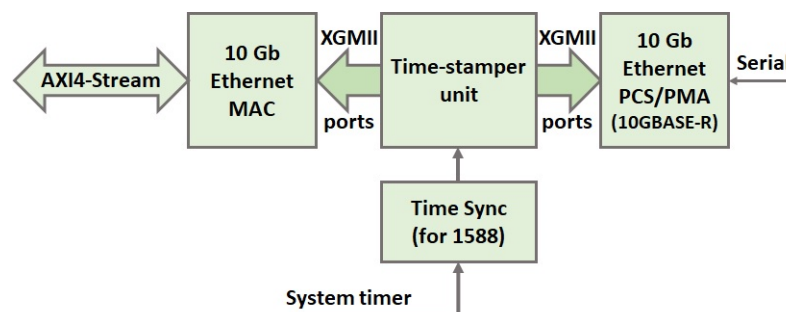 AXI4-Stream
10 Gb
Ethernet
MAC
XGMII
ports
Time-stamper
unit
XGMII
ports
10 Gb
Ethernet
PCS/PMA
(10GBASE-R)
Serial
Time Sync
(for 1588)
System timer